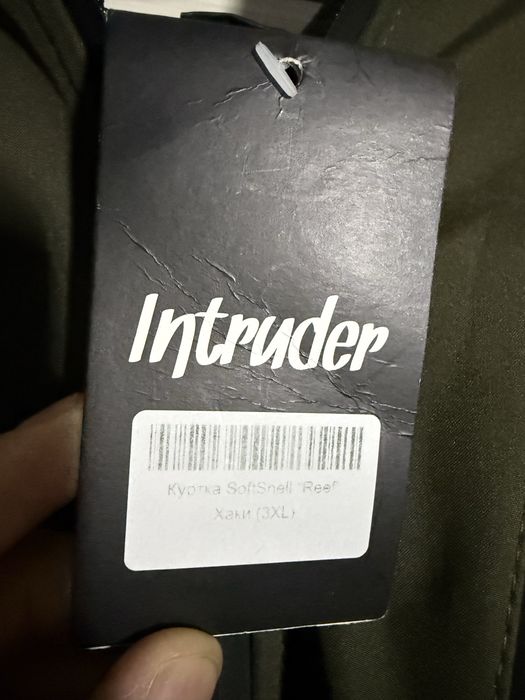 Intruder
Куртка SoftShell "Reef"
Хаки (3XL)